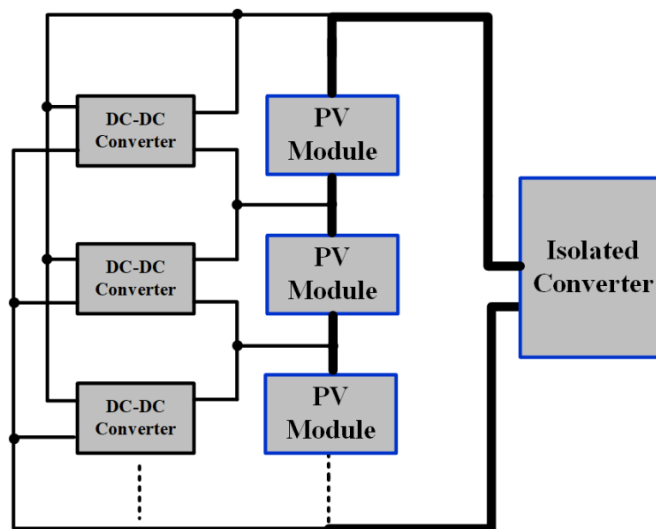 DC-DC
Converter
PV
Module
DC-DC
Converter
PV
Module
Isolated
Converter
DC-DC
Converter
PV
Module